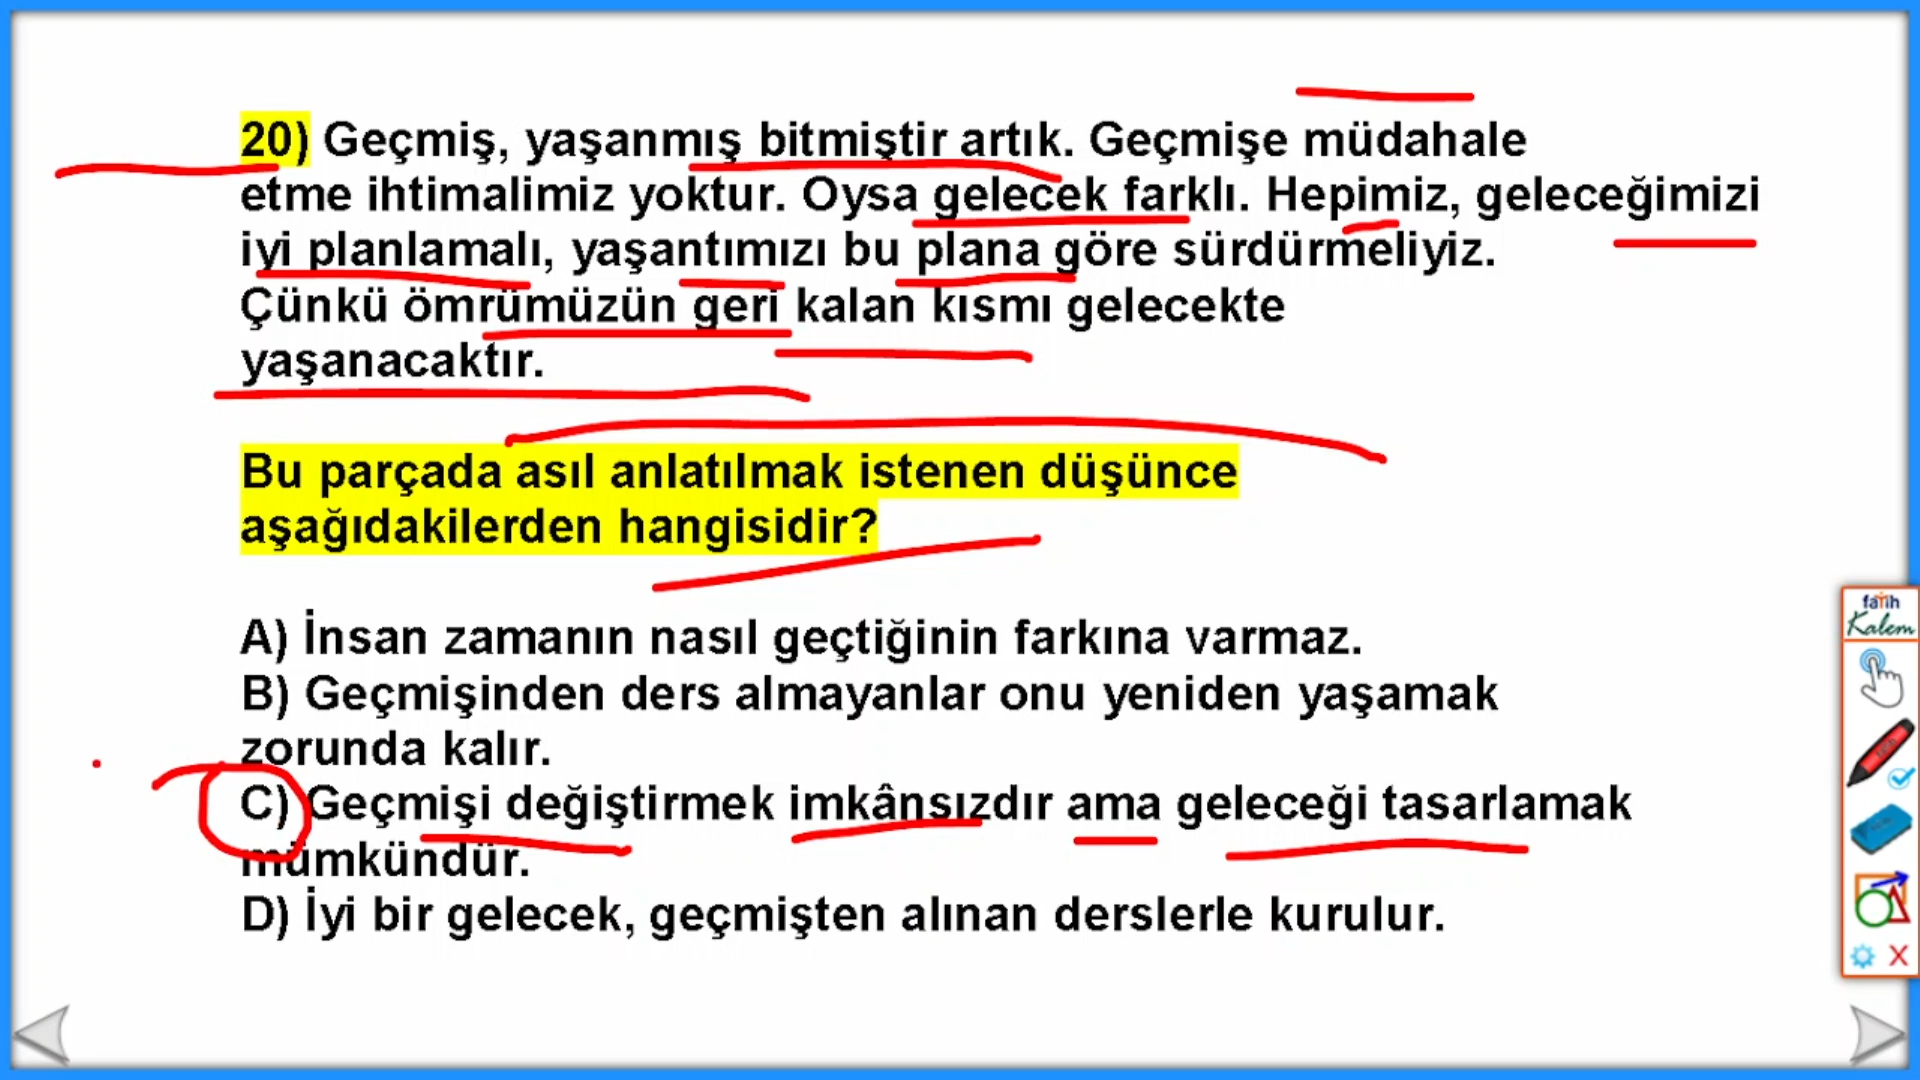 20) Geçmiş, yaşanmış bitmiştir artık. Geçmişe müdahale
etme ihtimalimiz yoktur. Oysa gelecek farklı. Hepimiz, geleceğimizi
iyi planlamalı, yaşantımızı bu plana göre sürdürmeliyiz.
Çünkü ömrümüzün geri kalan kısmı gelecekte
yaşanacaktır.
Bu parçada asıl anlatılmak istenen düşünce
aşağıdakilerden hangisidir?
A) İnsan zamanın nasıl geçtiğinin farkına varmaz.
B) Geçmişinden ders almayanlar onu yeniden yaşamak
zorunda kalır.
C) Geçmişi değiştirmek imkânsızdır ama geleceği tasarlamak
mümkündür.
D) İyi bir gelecek, geçmişten alınan derslerle kurulur.
fatih
Kalem